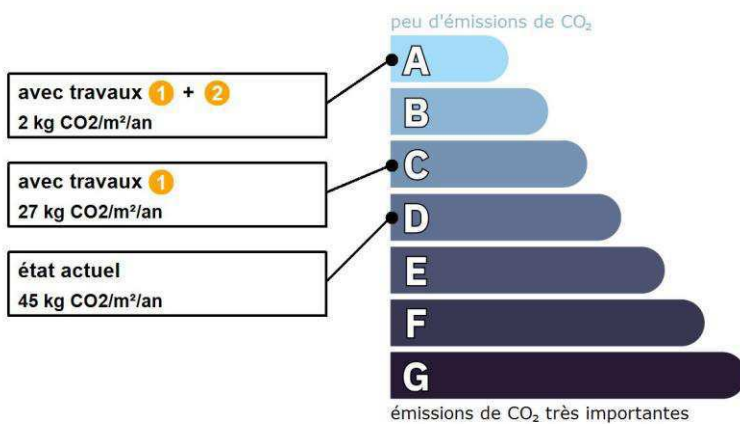 peu d'émissions de CO₂
A
avec travaux 1 + 2
2 kg CO2/m²/an
B
avec travaux 1
27 kg CO2/m²/an
C
D
état actuel
45 kg CO2/m²/an
E
F
G
émissions de CO₂ très importantes